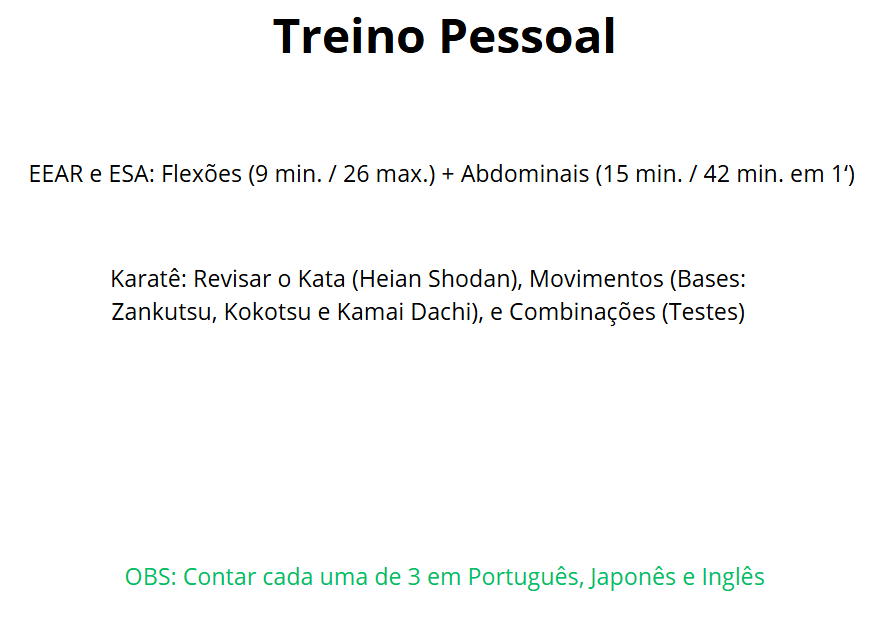 Treino Pessoal
EEAR e ESA: Flexões (9 min. / 26 max.) + Abdominais (15 min. / 42 min. em 1‘)
Karatê: Revisar o Kata (Heian Shodan), Movimentos (Bases:
Zankutsu, Kokotsu e Kamai Dachi), e Combinações (Testes)
OBS: Contar cada uma de 3 em Português, Japonês e Inglês